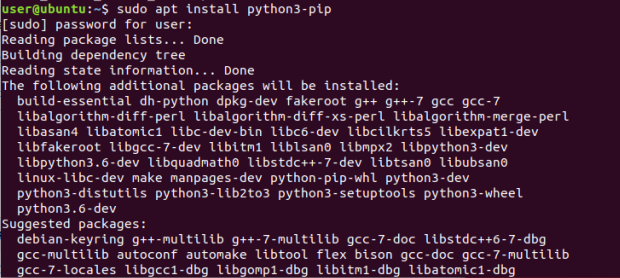 user@ubuntu:~$ sudo apt install python3-pip
[sudo] password for user:
Reading package lists... Done
Building dependency tree
Reading state information... Done
The following additional packages will be installed:
  build-essential dh-python dpkg-dev fakeroot g++ g++-7 gcc gcc-7
  libalgorithm-diff-perl libalgorithm-diff-xs-perl libalgorithm-merge-perl
  libasan4 libatomic1 libc-dev-bin libc6-dev libcilkrts5 libexpat1-dev
  libfakeroot libgcc-7-dev libitm1 liblsan0 libmpx2 libpython3-dev
  libpython3.6-dev libquadmath0 libstdc++-7-dev libtsan0 libubsan0
  linux-libc-dev make manpages-dev python-pip-whl python3-dev
  python3-distutils python3-lib2to3 python3-setuptools python3-wheel
  python3.6-dev
Suggested packages:
  debian-keyring g++-multilib g++-7-multilib gcc-7-doc libstdc++6-7-dbg
  gcc-multilib autoconf automake libtool flex bison gcc-doc gcc-7-multilib
  gcc-7-locales libgcc1-dbg libgomp1-dbg libitm1-dbg libatomic1-dbg